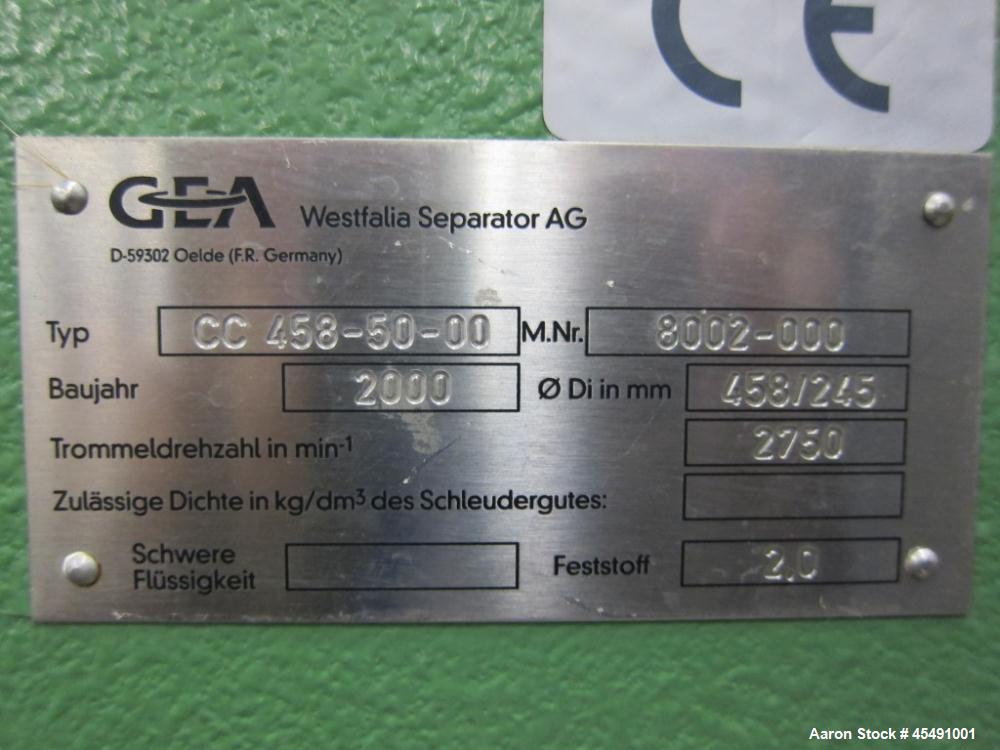 CE
GEA Westfalia Separator AG
D-59302 Oelde (F.R. Germany)
Typ CC 458-50-00 M.Nr. 8002-000
Baujahr 2000 Ø Di in mm 458/245
Trommeldrehzahl in min-1 2750
Zulässige Dichte in kg/dm³ des Schleudergutes:
Schwere
Flüssigkeit Feststoff 2,0
Aaron Stock # 45491001